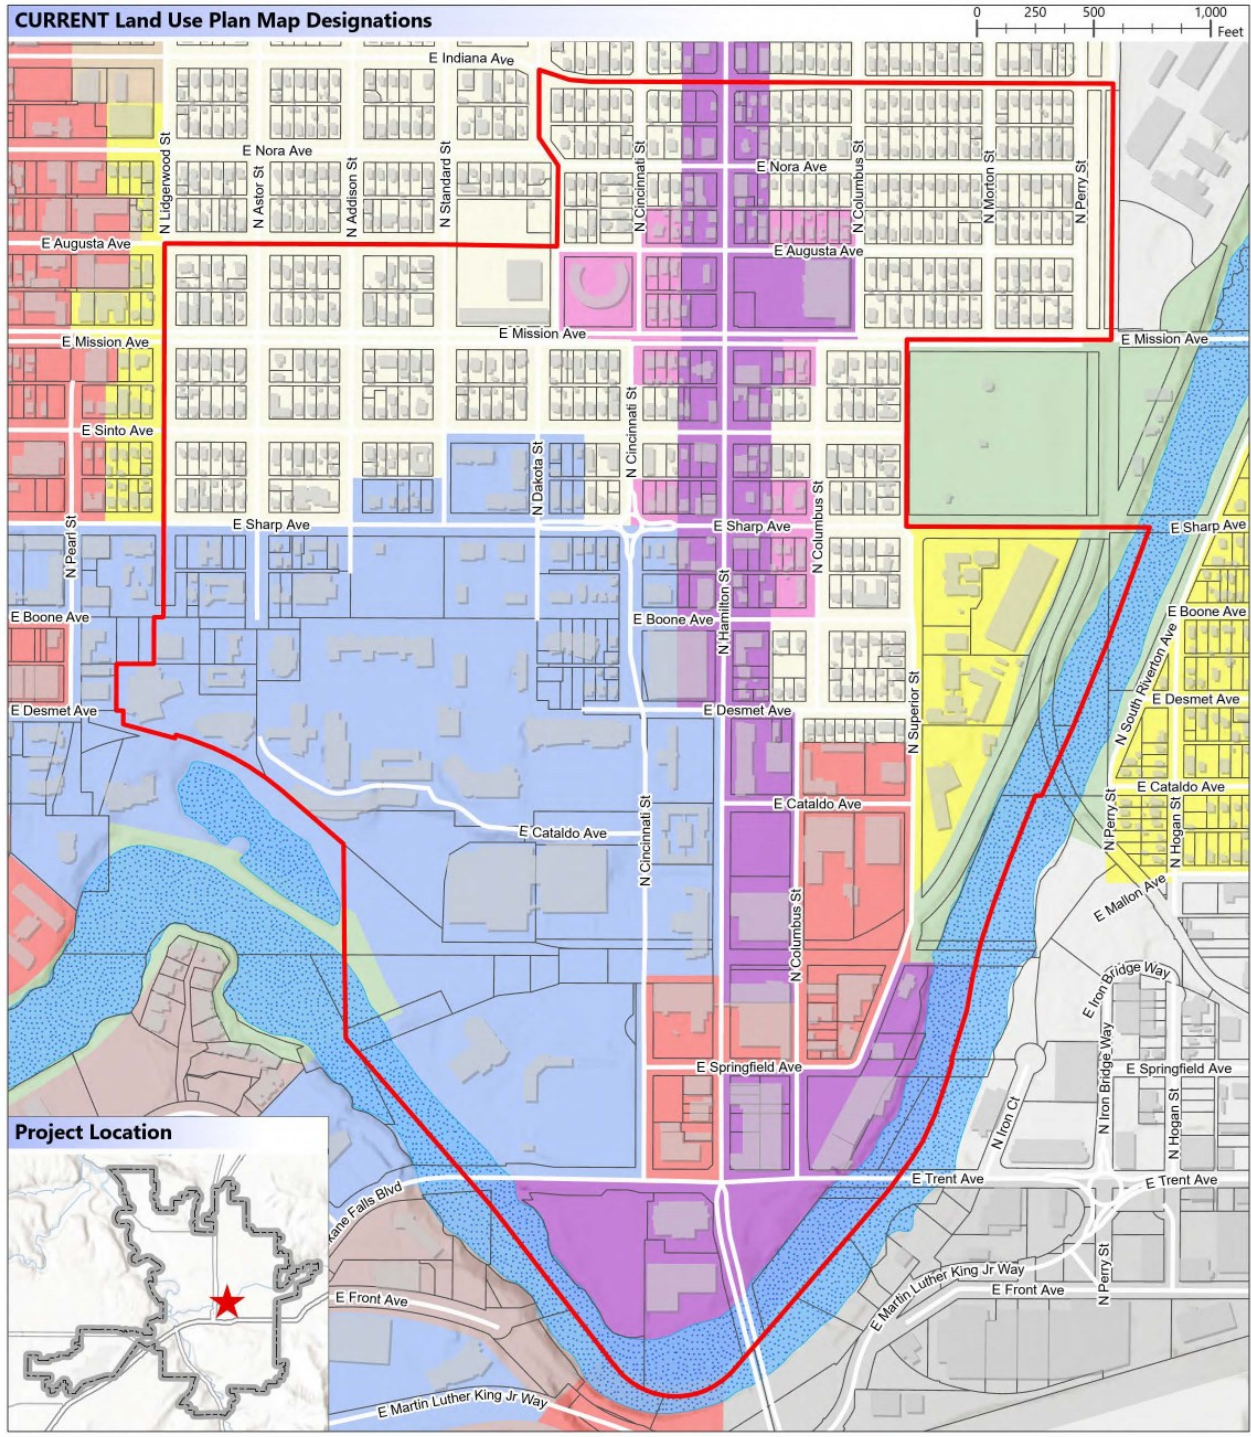 CURRENT Land Use Plan Map Designations
0 250 500 1,000
Feet
E Indiana Ave
N Lidgerwood St
E Nora Ave
N Astor St
N Addison St
N Standard St
N Cincinnati St
E Nora Ave
N Columbus St
N Morton St
N Perry St
E Augusta Ave
E Augusta Ave
E Mission Ave
E Mission Ave
E Mission Ave
N Cincinnati St
E Sinto Ave
N Dakota St
N Columbus St
N Pearl St
E Sharp Ave
E Sharp Ave
E Sharp Ave
E Boone Ave
E Boone Ave
N Hamilton St
E Boone Ave
N South Riverton Ave
E Desmet Ave
E Desmet Ave
N Superior St
E Desmet Ave
E Cataldo Ave
E Cataldo Ave
E Cataldo Ave
N Cincinnati St
N Perry St
N Hogan St
E Mallon Ave
N Columbus St
E Iron Bridge Way
N Iron Bridge Way
E Springfield Ave
E Springfield Ave
N Iron Ct
N Hogan St
E Trent Ave
E Trent Ave
kane Falls Blvd
N Perry St
E Martin Luther King Jr Way
E Front Ave
E Front Ave
E Martin Luther King Jr Way
Project Location